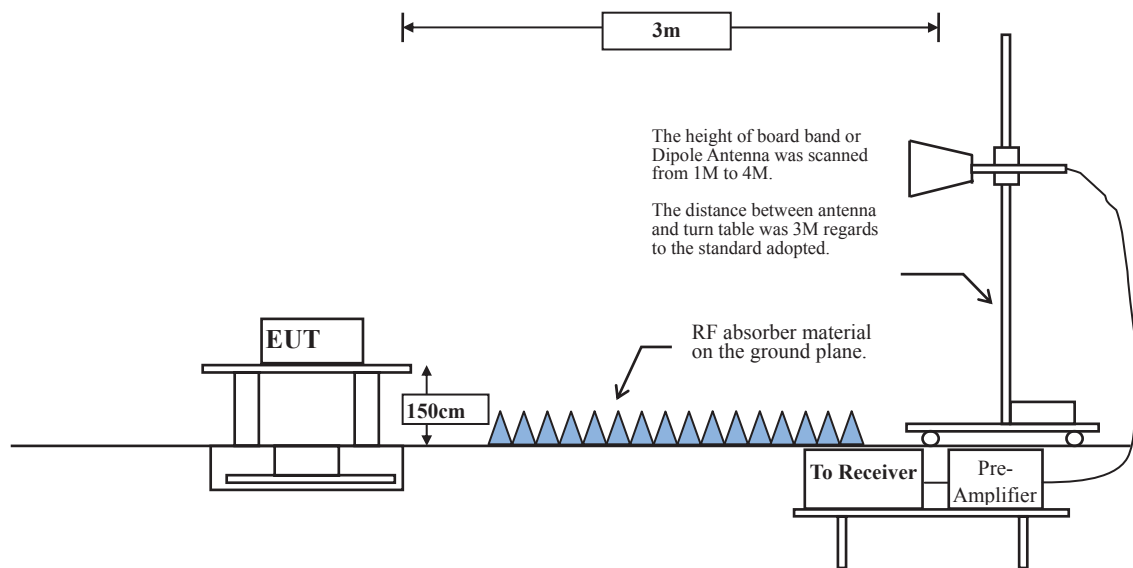 3m
The height of board band or
Dipole Antenna was scanned
from 1M to 4M.
The distance between antenna
and turn table was 3M regards
to the standard adopted.
EUT
RF absorber material
on the ground plane.
150cm
To Receiver
Pre-
Amplifier